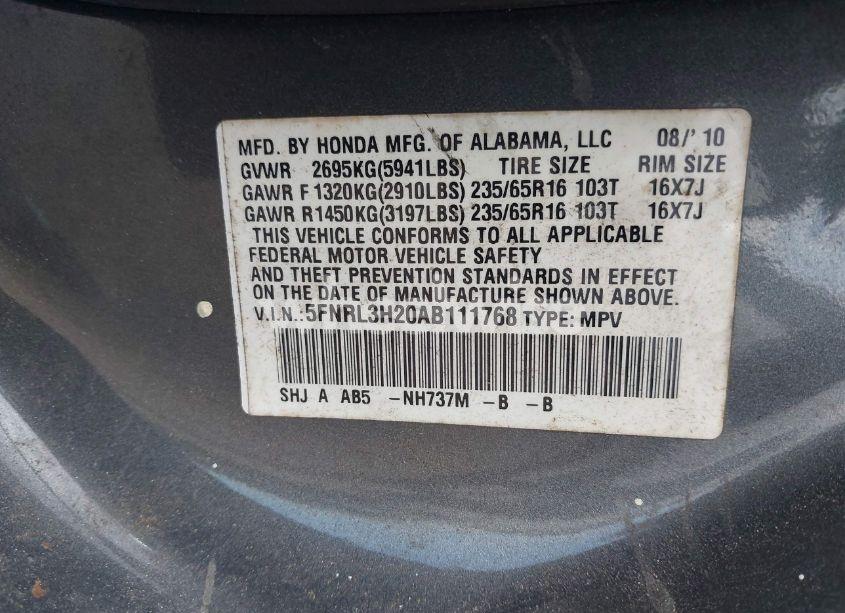 MFD. BY HONDA MFG. OF ALABAMA, LLC 08/' 10
GVWR 2695KG(5941LBS) TIRE SIZE RIM SIZE
GAWR F 1320KG(2910LBS) 235/65R16 103T 16X7J
GAWR R1450KG(3197LBS) 235/65R16 103T 16X7J
THIS VEHICLE CONFORMS TO ALL APPLICABLE
FEDERAL MOTOR VEHICLE SAFETY
AND THEFT PREVENTION STANDARDS IN EFFECT
ON THE DATE OF MANUFACTURE SHOWN ABOVE.
V.I.N.:5FNRL3H20AB111768 TYPE: MPV
SHJ A AB5 -NH737M -B -B